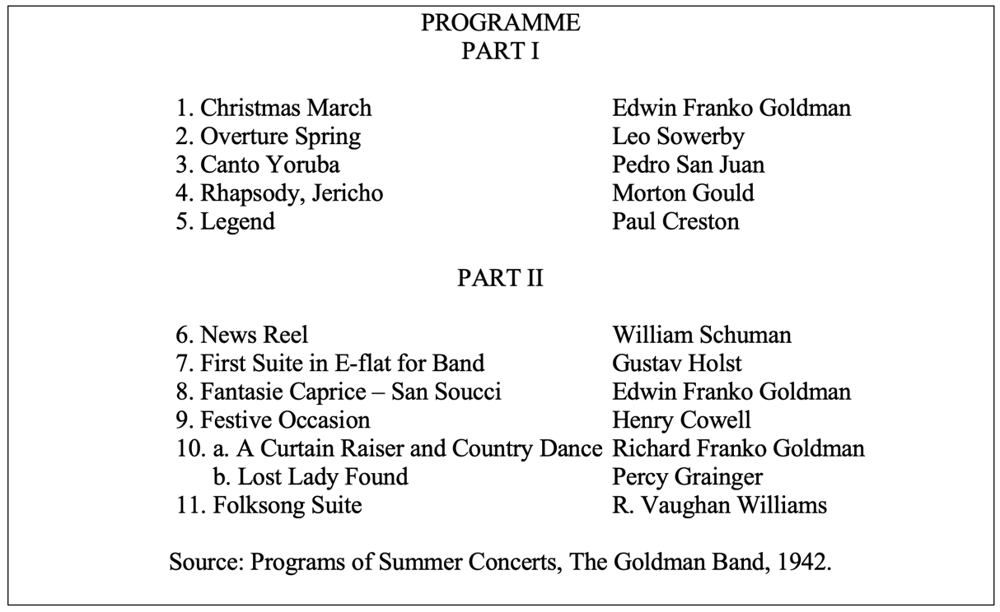 PROGRAMME
PART I
1. Christmas March Edwin Franko Goldman
2. Overture Spring Leo Sowerby
3. Canto Yoruba Pedro San Juan
4. Rhapsody, Jericho Morton Gould
5. Legend Paul Creston
PART II
6. News Reel William Schuman
7. First Suite in E-flat for Band Gustav Holst
8. Fantasie Caprice – San Soucci Edwin Franko Goldman
9. Festive Occasion Henry Cowell
10. a. A Curtain Raiser and Country Dance Richard Franko Goldman
b. Lost Lady Found Percy Grainger
11. Folksong Suite R. Vaughan Williams
Source: Programs of Summer Concerts, The Goldman Band, 1942.